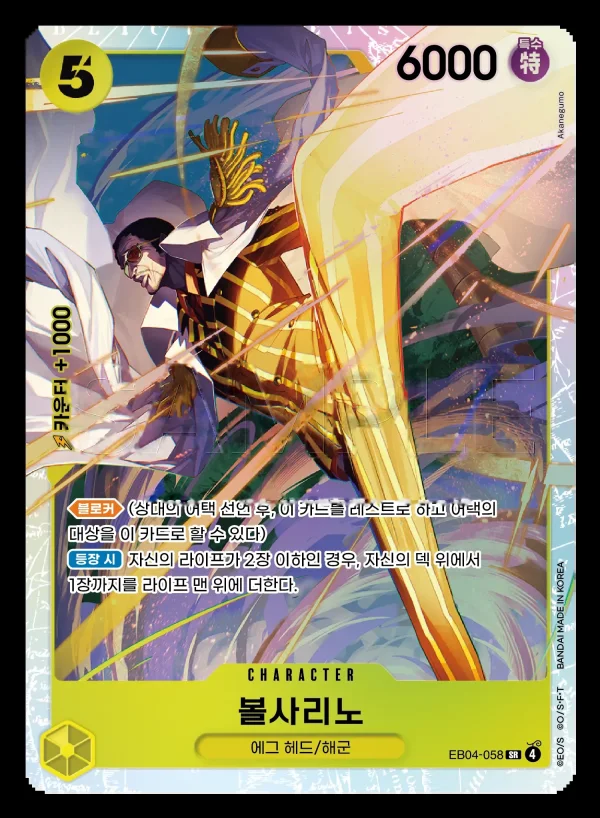 5
6000
특수
特
Akanegumo
카운터 +1000
SAMPLE
블로커 (상대의 어택 선언 후, 이 카드를 레스트로 하고 어택의
대상을 이 카드로 할 수 있다)
등장 시 자신의 라이프가 2장 이하인 경우, 자신의 덱 위에서
1장까지를 라이프 맨 위에 더한다.
CHARACTER
볼사리노
에그 헤드/해군
EB04-058 SR 4
©EO/S ©O/S·F·T BANDAI MADE IN KOREA